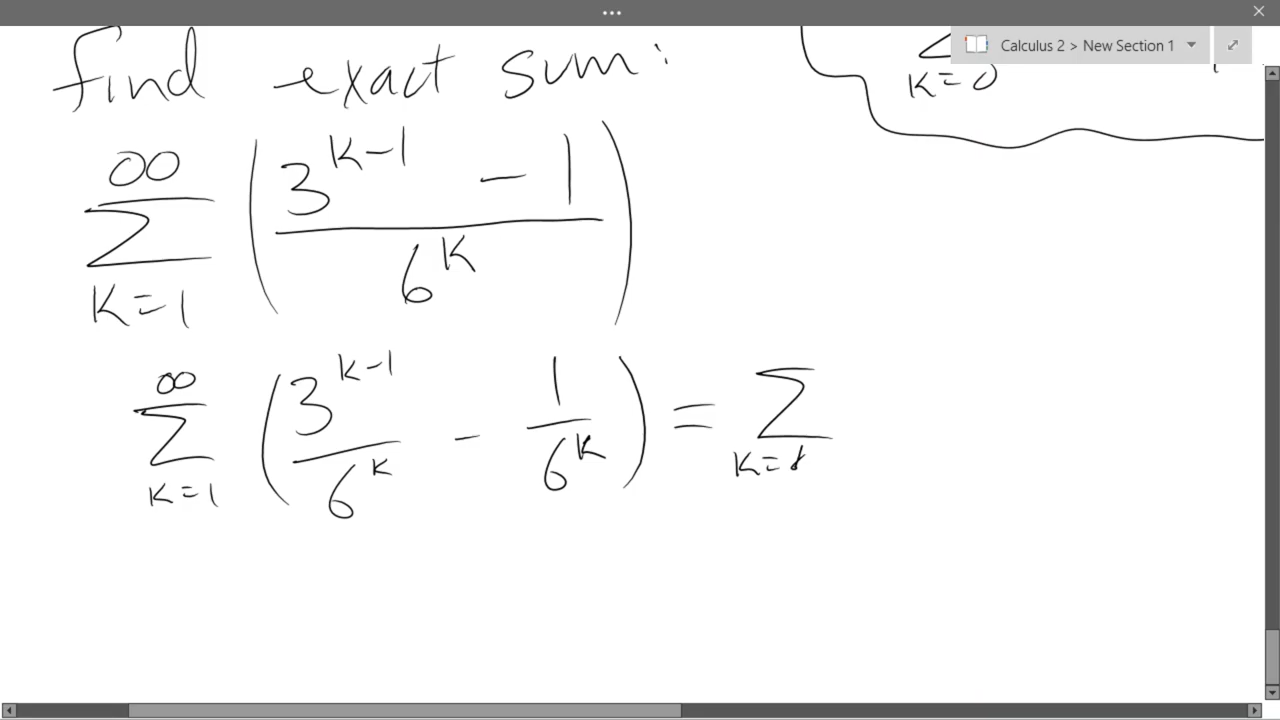 Calculus 2 > New Section 1
find exact sum:
K=0
∞ Σ K=1 ( (3^(K-1) - 1) / 6^K )
∞ Σ K=1 ( 3^(K-1) / 6^K - 1 / 6^K ) = Σ K=1